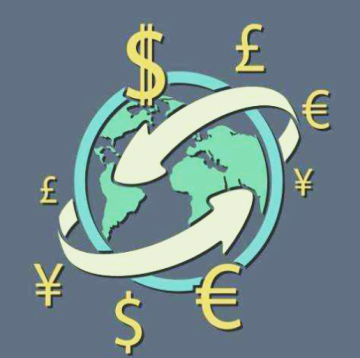 $ £
€
£ ¥
¥ $ €